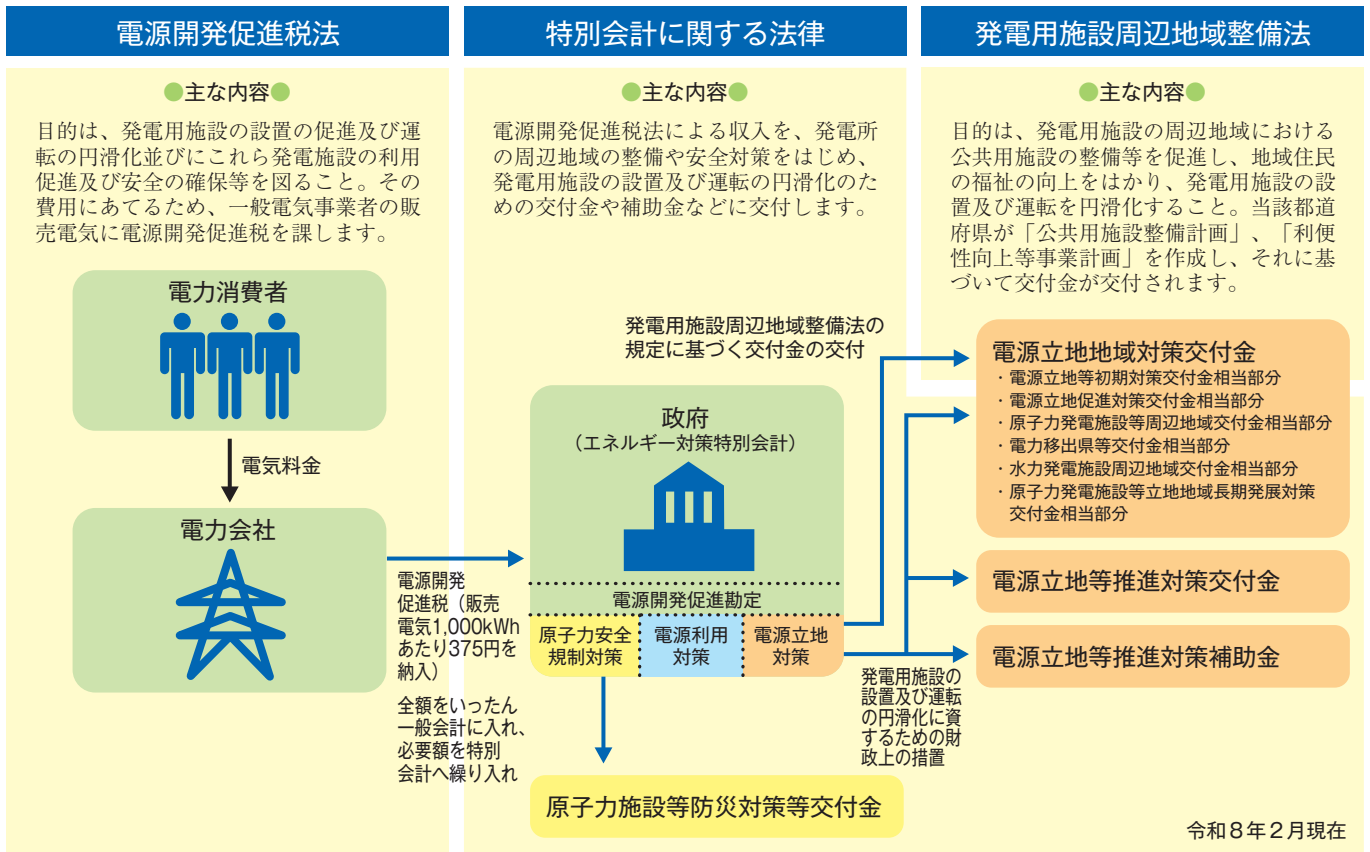 電源開発促進税法
●主な内容●
目的は、発電用施設の設置の促進及び運
転の円滑化並びにこれら発電施設の利用
促進及び安全の確保等を図ること。その
費用にあてるため、一般電気事業者の販
売電気に電源開発促進税を課します。
電力消費者
電気料金
電力会社
電源開発
促進税（販売
電気1,000kWh
あたり375円を
納入）
全額をいったん
一般会計に入れ、
必要額を特別
会計へ繰り入れ
特別会計に関する法律
●主な内容●
電源開発促進税法による収入を、発電所
の周辺地域の整備や安全対策をはじめ、
発電用施設の設置及び運転の円滑化のた
めの交付金や補助金などに交付します。
発電用施設周辺地域整備法の
規定に基づく交付金の交付
政府
（エネルギー対策特別会計）
電源開発促進勘定
原子力安全
規制対策
電源利用
対策
電源立地
対策
原子力施設等防災対策等交付金
発電用施設の
設置及び運転
の円滑化に資
するための財
政上の措置
発電用施設周辺地域整備法
●主な内容●
目的は、発電用施設の周辺地域における
公共用施設の整備等を促進し、地域住民
の福祉の向上をはかり、発電用施設の設
置及び運転を円滑化すること。当該都道
府県が「公共用施設整備計画」、「利便
性向上等事業計画」を作成し、それに基
づいて交付金が交付されます。
電源立地地域対策交付金
・電源立地等初期対策交付金相当部分
・電源立地促進対策交付金相当部分
・原子力発電施設等周辺地域交付金相当部分
・電力移出県等交付金相当部分
・水力発電施設周辺地域交付金相当部分
・原子力発電施設等立地地域長期発展対策
交付金相当部分
電源立地等推進対策交付金
電源立地等推進対策補助金
令和８年２月現在